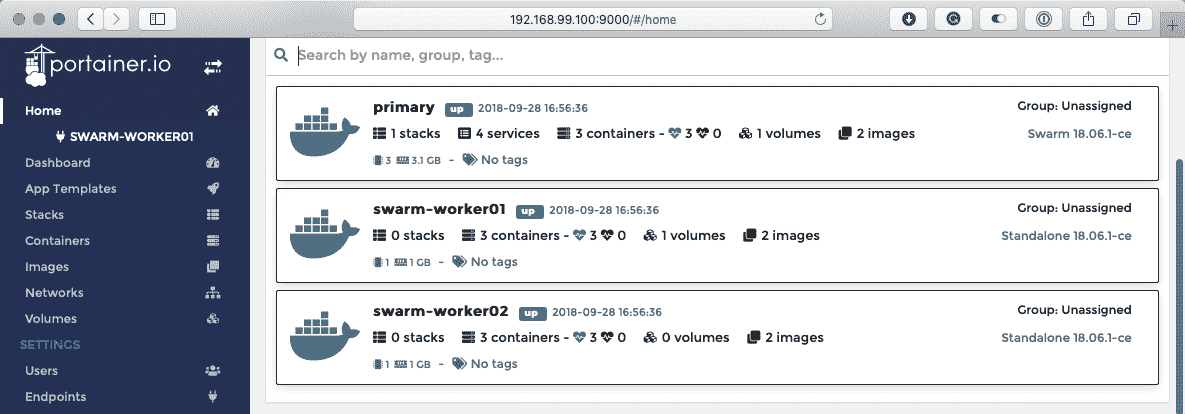 192.168.99.100:9000/#/home
portainer.io
Home
SWARM-WORKER01
Dashboard
App Templates
Stacks
Containers
Images
Networks
Volumes
SETTINGS
Users
Endpoints
Search by name, group, tag...
primary up 2018-09-28 16:56:36 Group: Unassigned
1 stacks 4 services 3 containers - 3 0 1 volumes 2 images Swarm 18.06.1-ce
3 3.1 GB - No tags
swarm-worker01 up 2018-09-28 16:56:36 Group: Unassigned
0 stacks 3 containers - 3 0 1 volumes 2 images Standalone 18.06.1-ce
1 1 GB - No tags
swarm-worker02 up 2018-09-28 16:56:36 Group: Unassigned
0 stacks 3 containers - 3 0 0 volumes 2 images Standalone 18.06.1-ce
1 1 GB - No tags